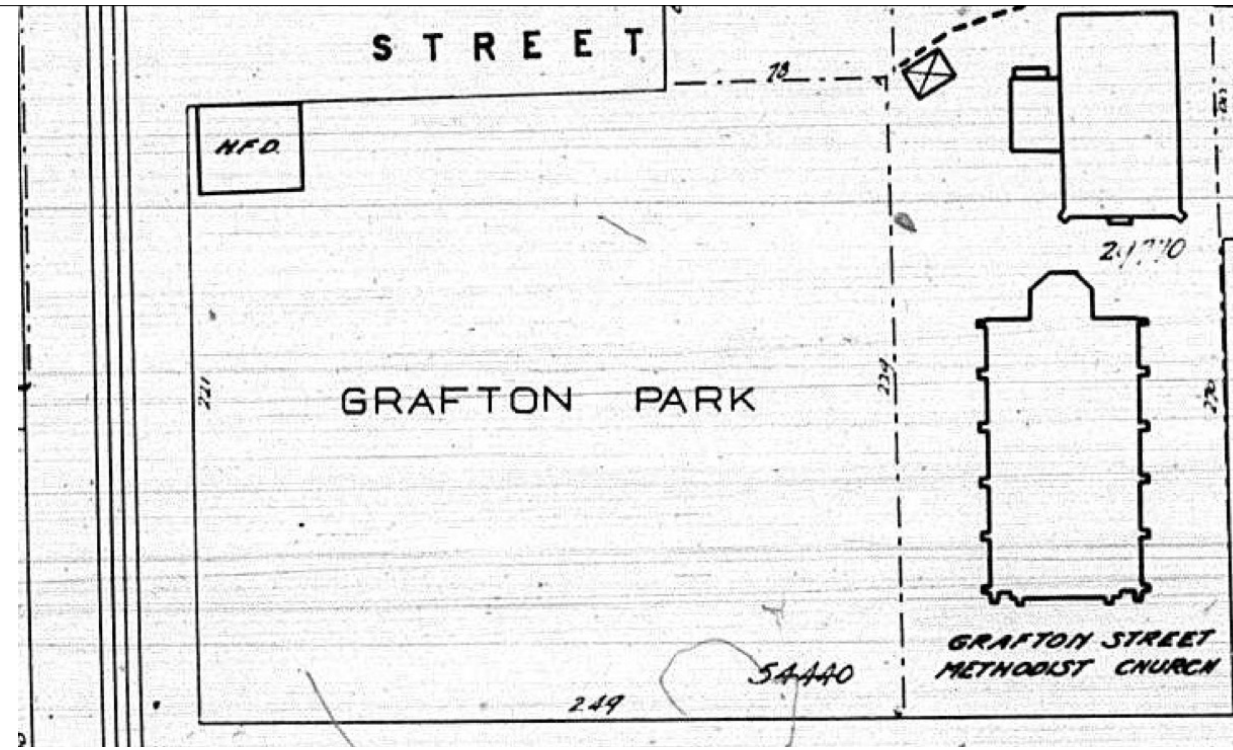 STREET
78
H.F.D.
221
GRAFTON PARK
224
54440
249
GRAFTON STREET
METHODIST CHURCH